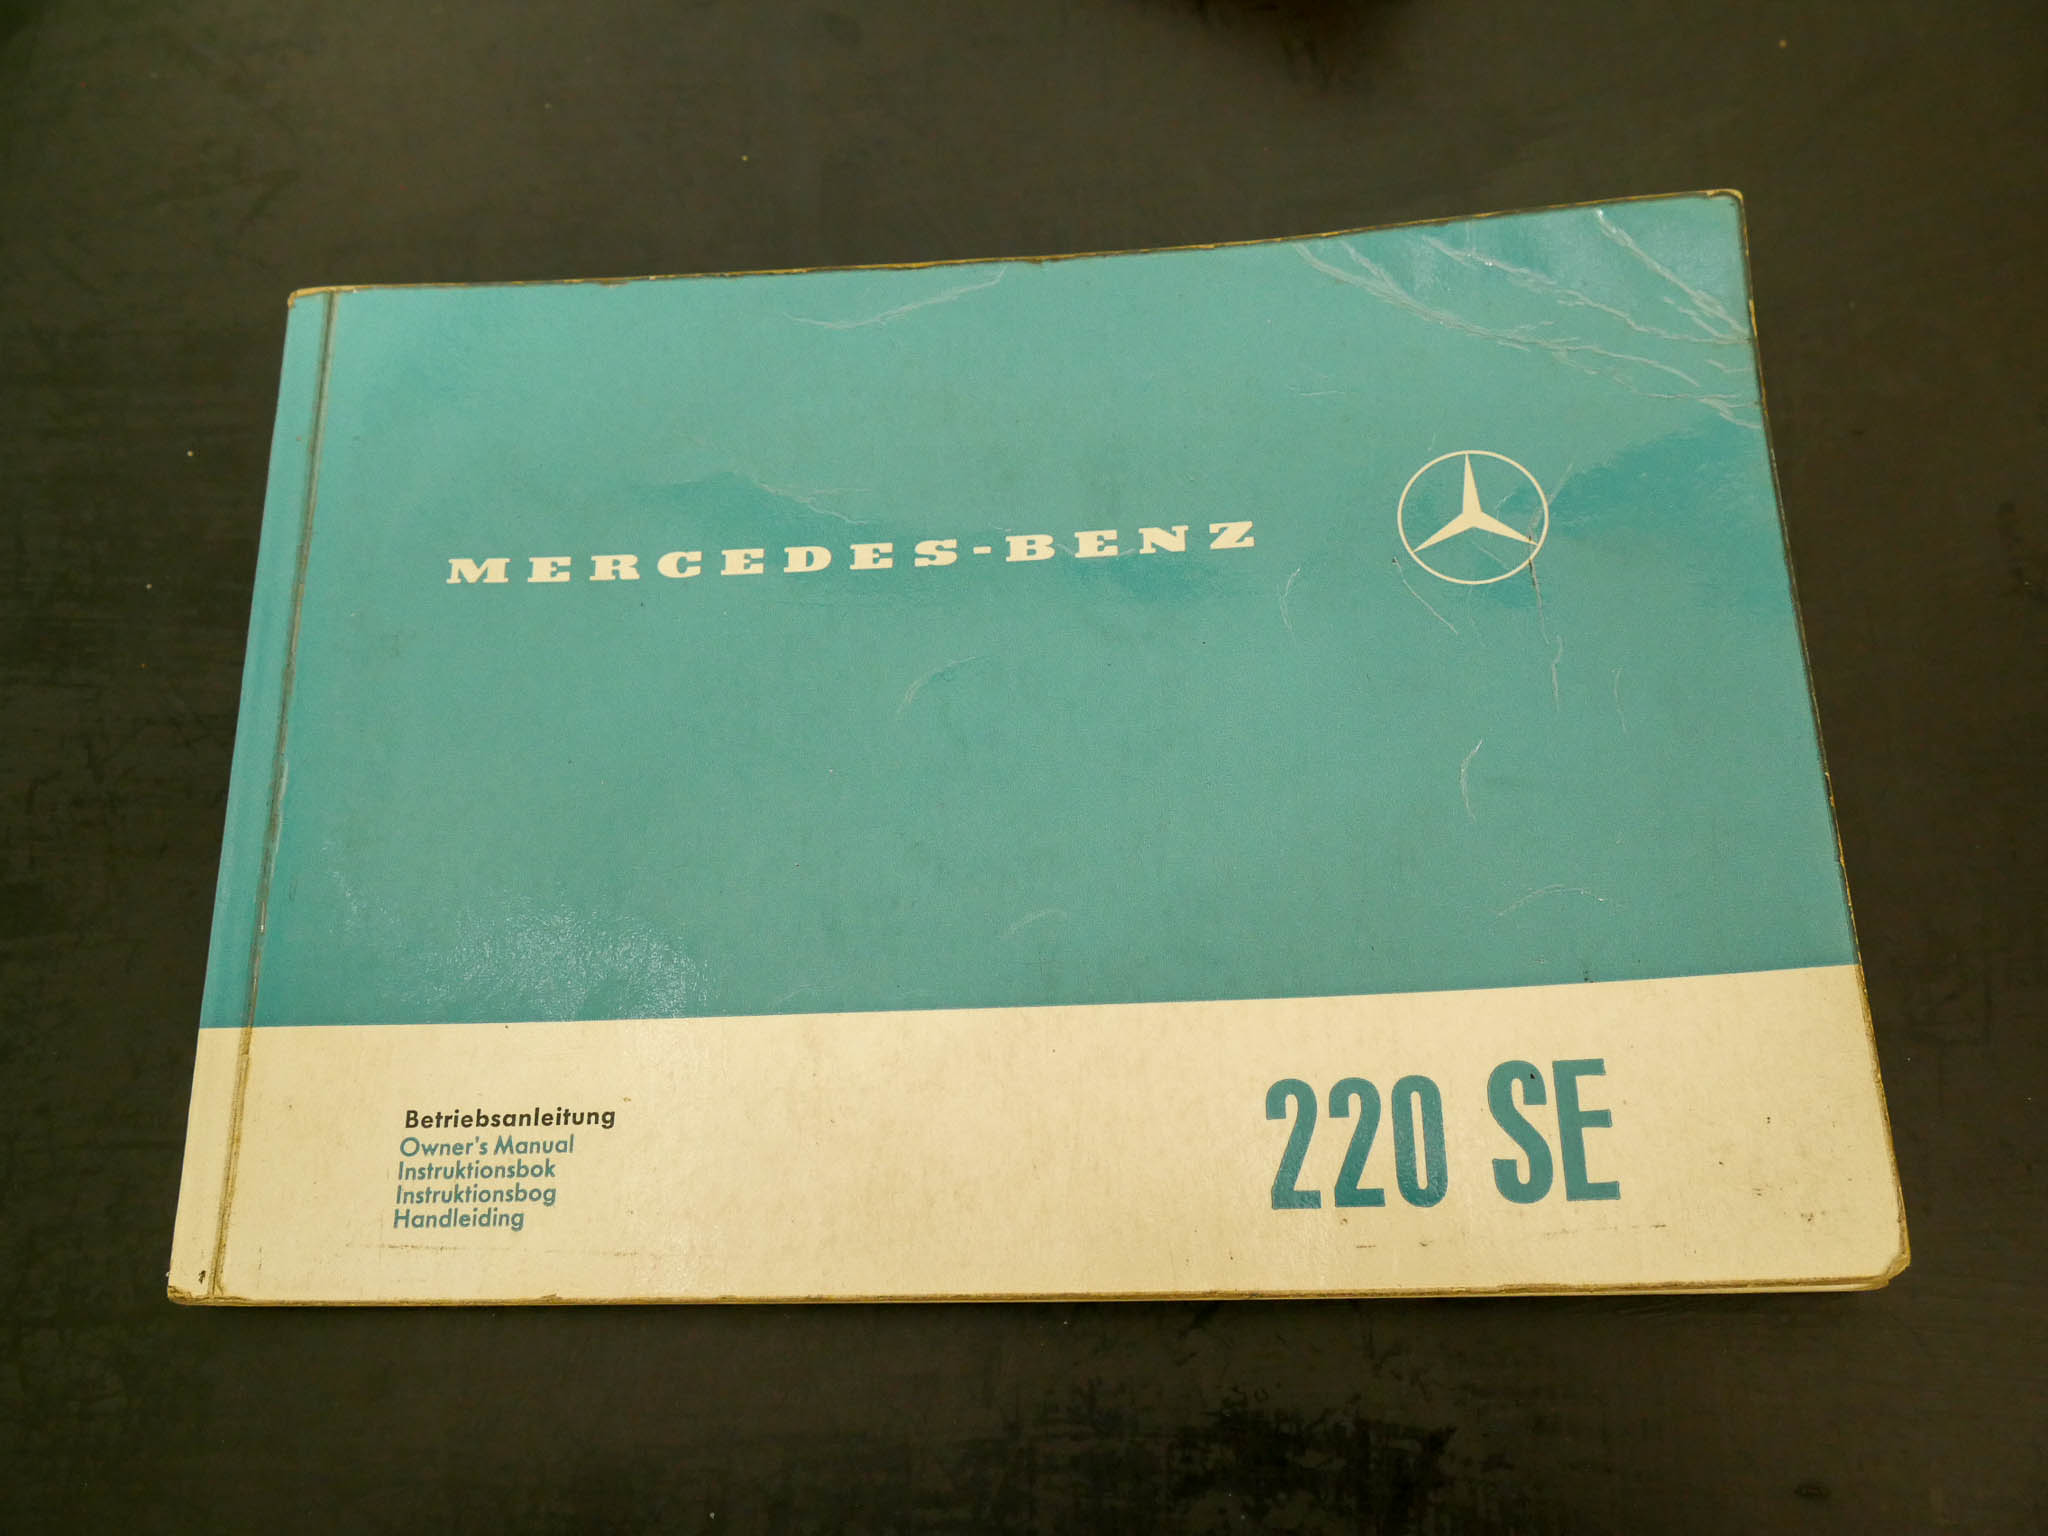 MERCEDES-BENZ
Betriebsanleitung
Owner's Manual
Instruktionsbok
Instruktionsbog
Handleiding
220 SE